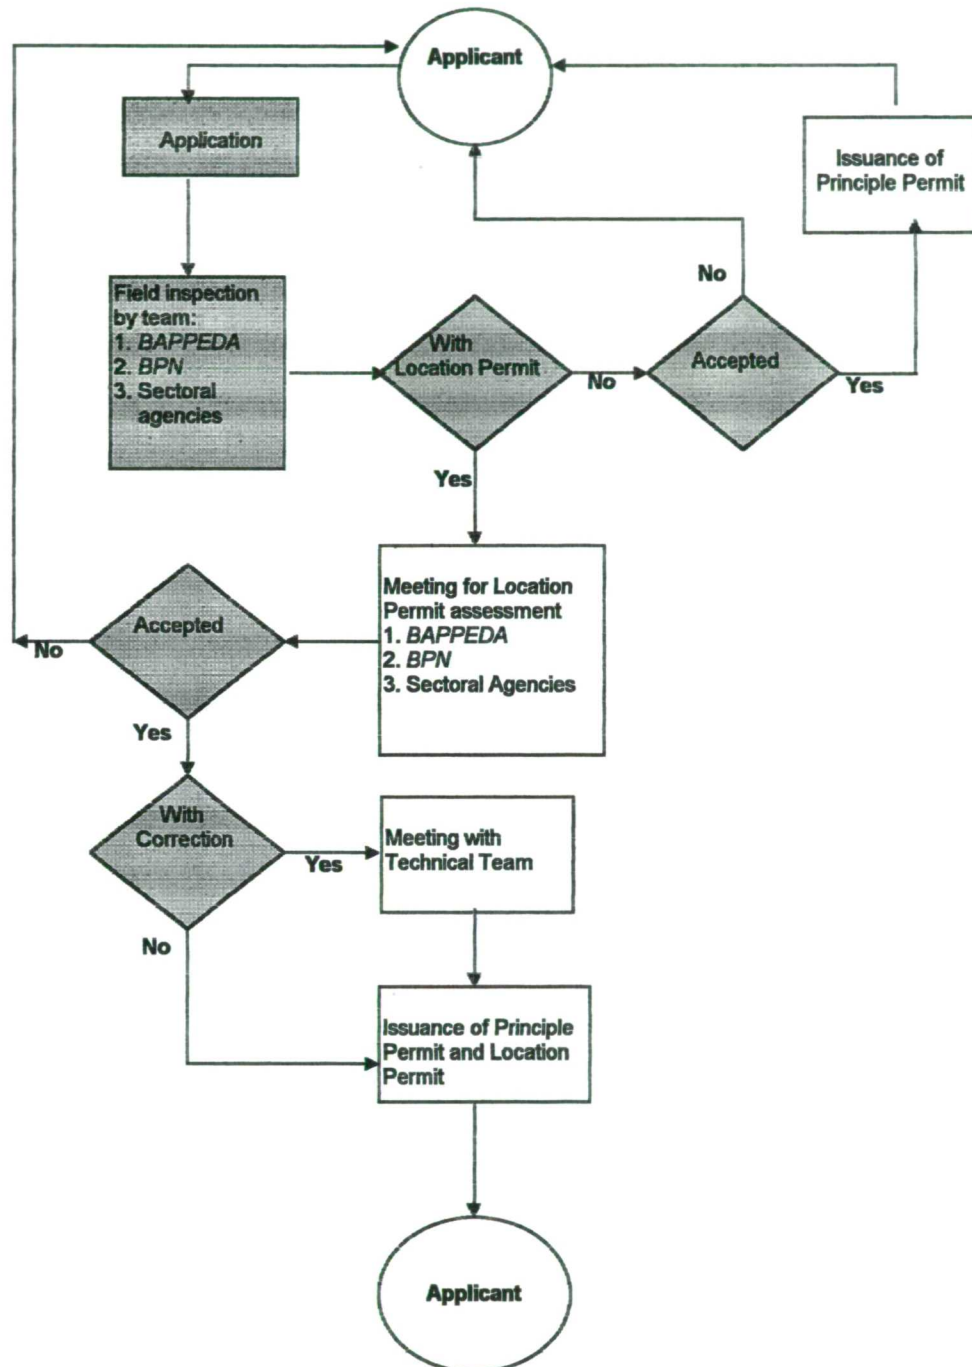 Applicant
Application
Issuance of
Principle Permit
Field inspection
by team:
1. BAPPEDA
2. BPN
3. Sectoral
agencies
With
Location Permit
No
Accepted
No
Yes
Yes
Meeting for Location
Permit assessment
1. BAPPEDA
2. BPN
3. Sectoral Agencies
Accepted
No
Yes
With
Correction
Yes
Meeting with
Technical Team
No
Issuance of Principle
Permit and Location
Permit
Applicant